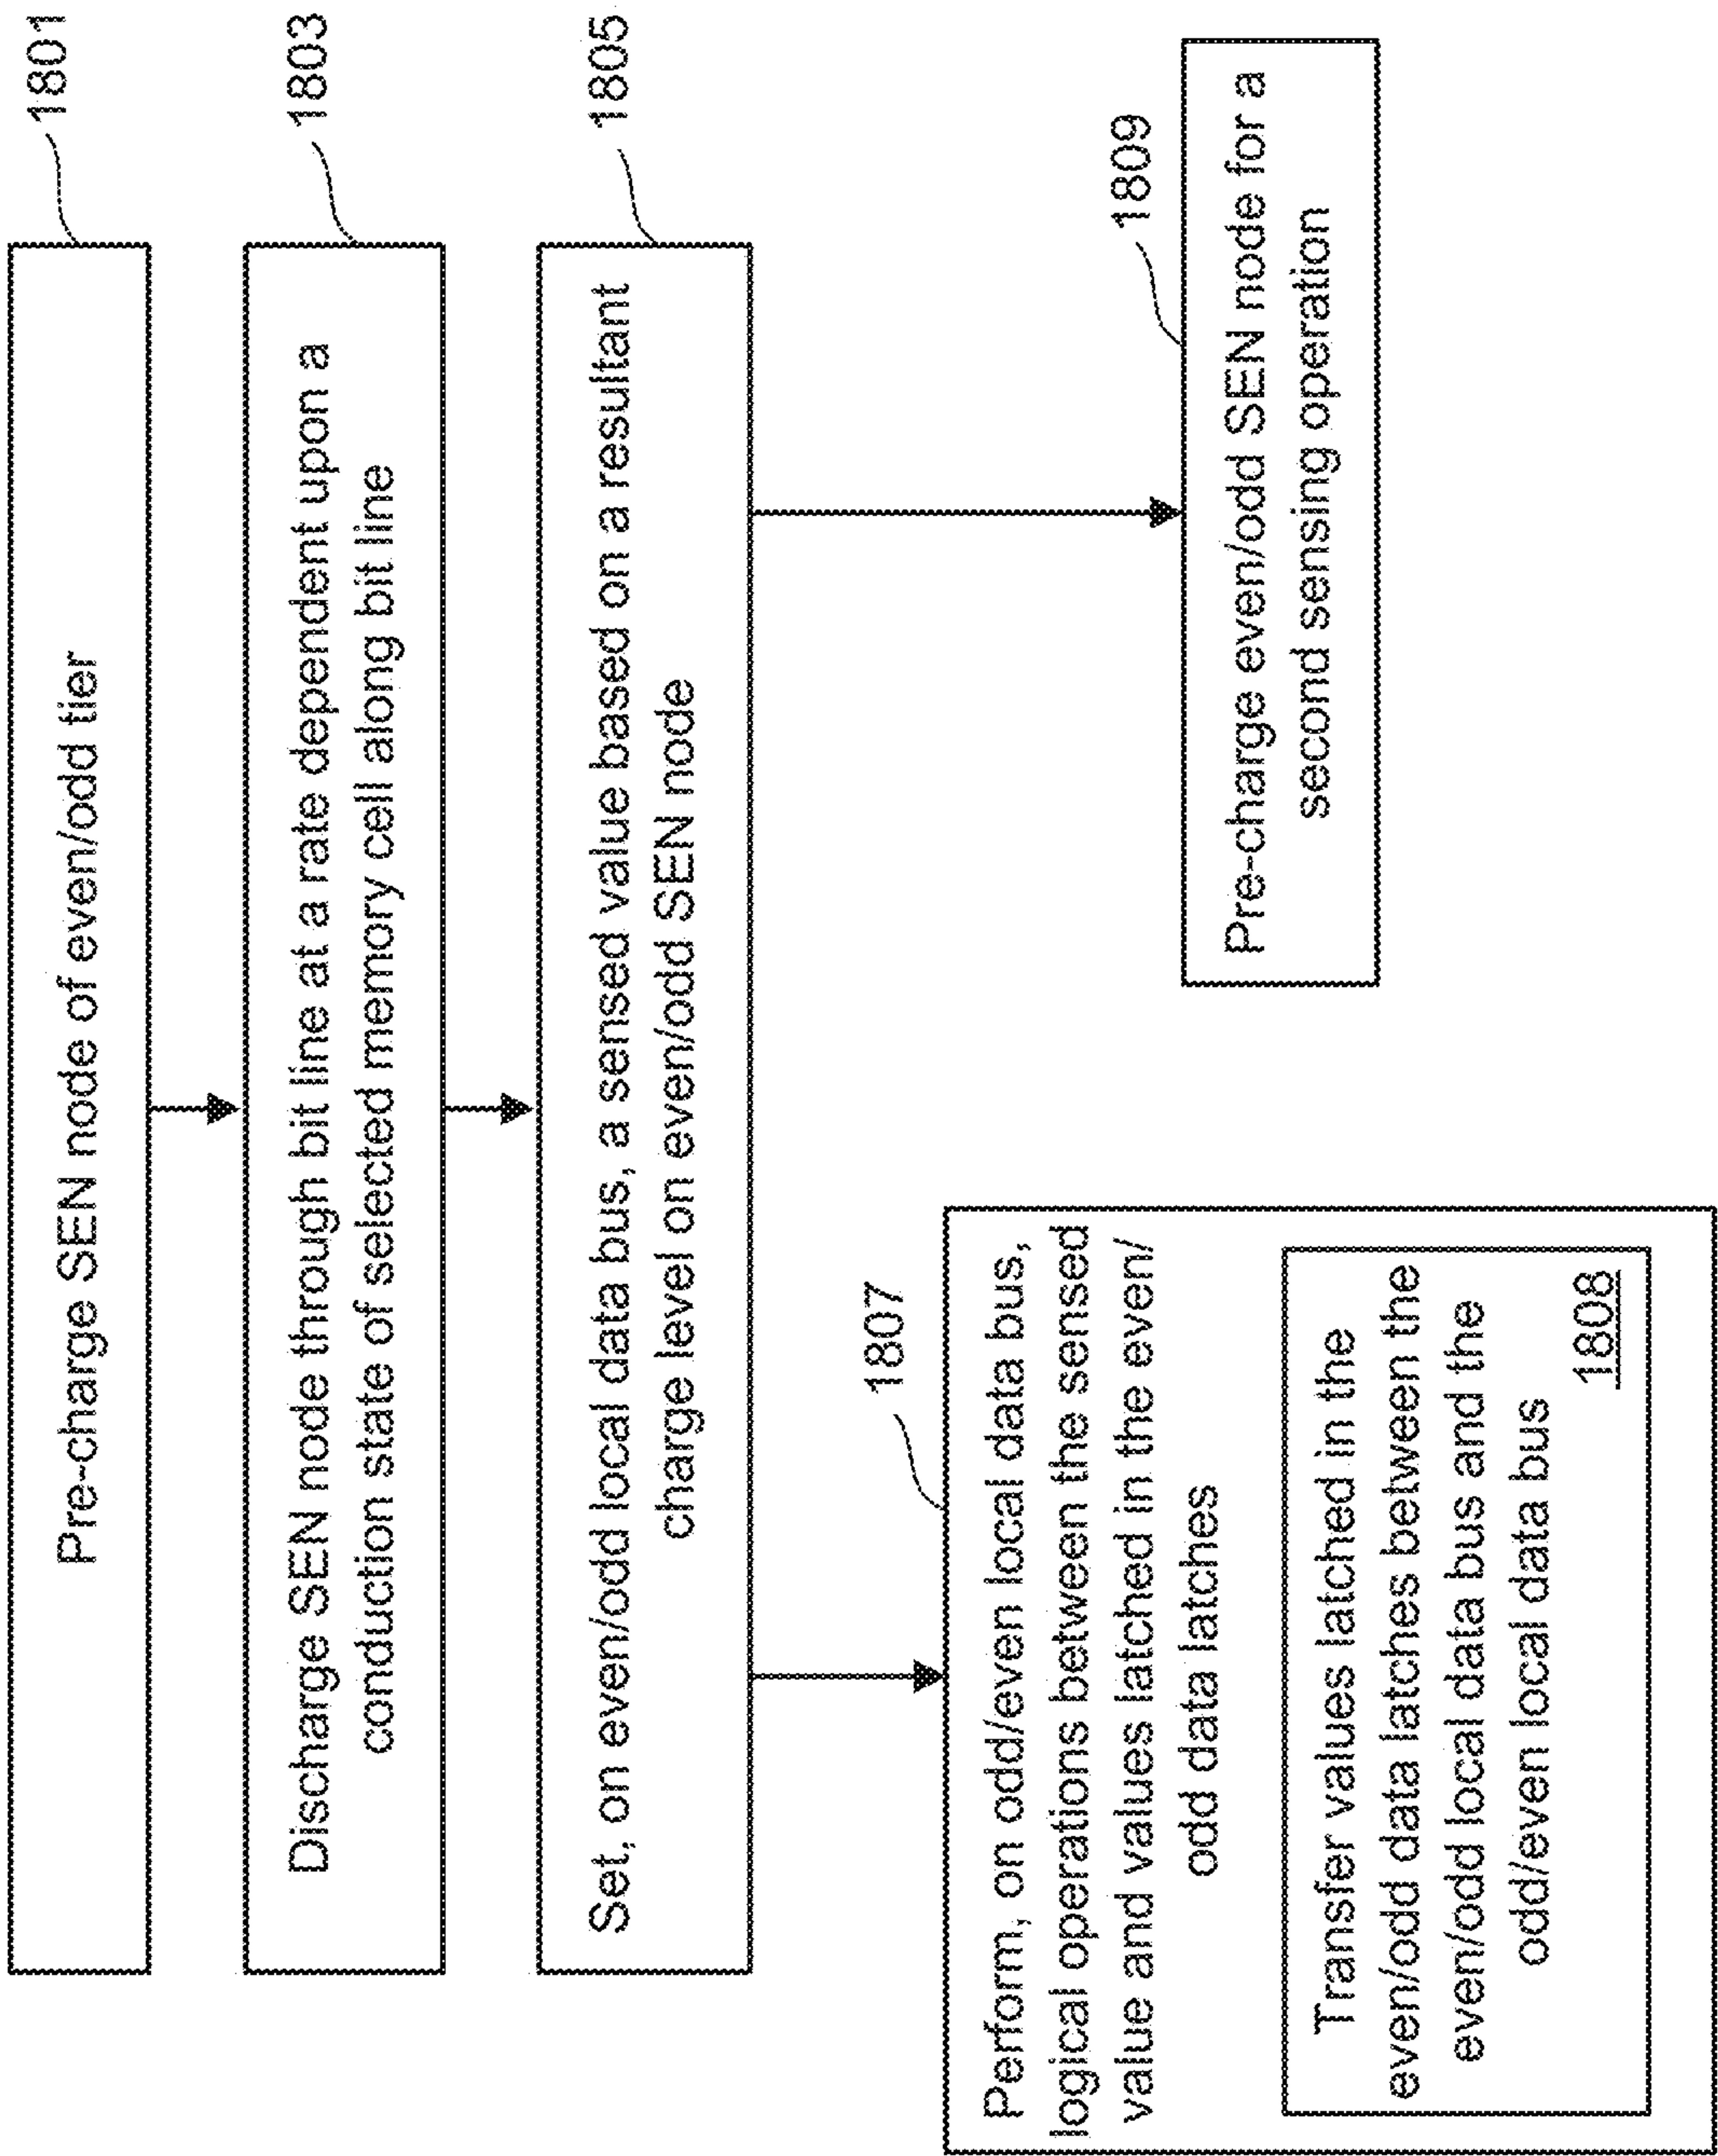 Pre-charge SEN node of even/odd tier
1801
Discharge SEN node through bit line at a rate dependent upon a
conduction state of selected memory cell along bit line
1803
Set, on even/odd local data bus, a sensed value based on a resultant
charge level on even/odd SEN node
1805
1807
Perform, on odd/even local data bus,
logical operations between the sensed
value and values latched in the even/
odd data latches
Transfer values latched in the
even/odd data latches between the
even/odd local data bus and the
odd/even local data bus
1808
1809
Pre-charge even/odd SEN node for a
second sensing operation